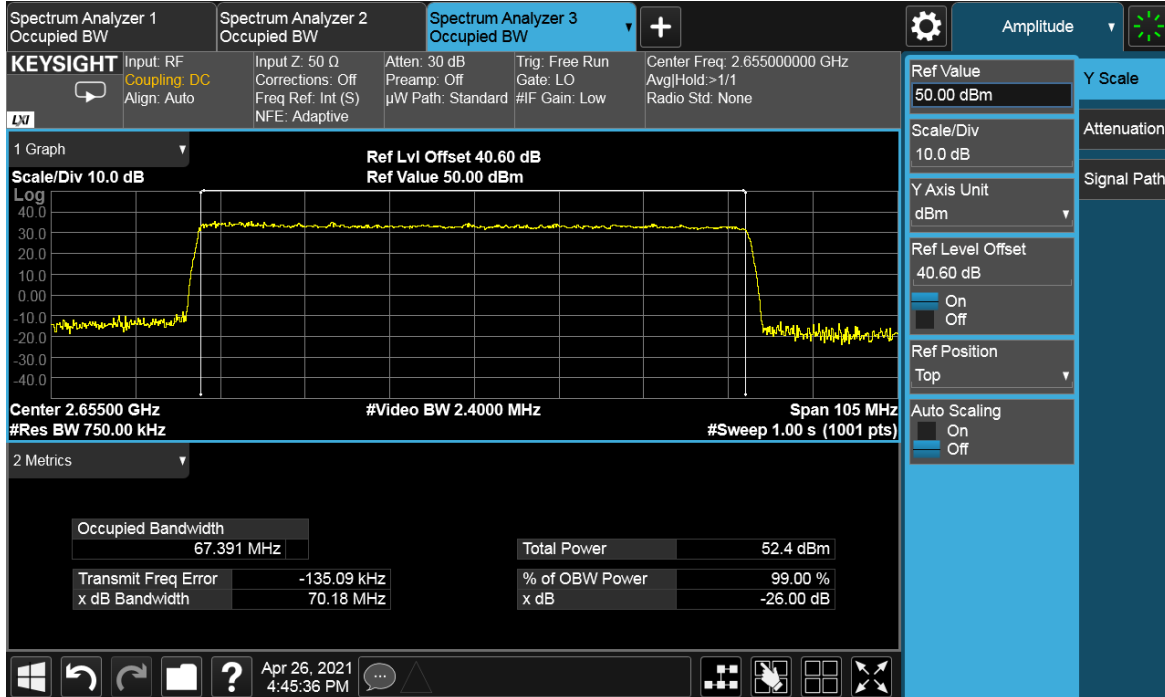 Spectrum Analyzer 1
Occupied BW
Spectrum Analyzer 2
Occupied BW
Spectrum Analyzer 3
Occupied BW
Amplitude
KEYSIGHT
LXI
Input: RF
Coupling: DC
Align: Auto
Input Z: 50 Ω
Corrections: Off
Freq Ref: Int (S)
NFE: Adaptive
Atten: 30 dB
Preamp: Off
µW Path: Standard
Trig: Free Run
Gate: LO
#IF Gain: Low
Center Freq: 2.655000000 GHz
Avg|Hold:>1/1
Radio Std: None
1 Graph
Scale/Div 10.0 dB
Ref Lvl Offset 40.60 dB
Ref Value 50.00 dBm
Log
40.0
30.0
20.0
10.0
0.00
-10.0
-20.0
-30.0
-40.0
Center 2.65500 GHz
#Res BW 750.00 kHz
#Video BW 2.4000 MHz
Span 105 MHz
#Sweep 1.00 s (1001 pts)
2 Metrics
Occupied Bandwidth
67.391 MHz
Transmit Freq Error -135.09 kHz
x dB Bandwidth 70.18 MHz
Total Power 52.4 dBm
% of OBW Power 99.00 %
x dB -26.00 dB
Ref Value
50.00 dBm
Scale/Div
10.0 dB
Y Axis Unit
dBm
Ref Level Offset
40.60 dB
On
Off
Ref Position
Top
Auto Scaling
On
Off
Y Scale
Attenuation
Signal Path
?
Apr 26, 2021
4:45:36 PM